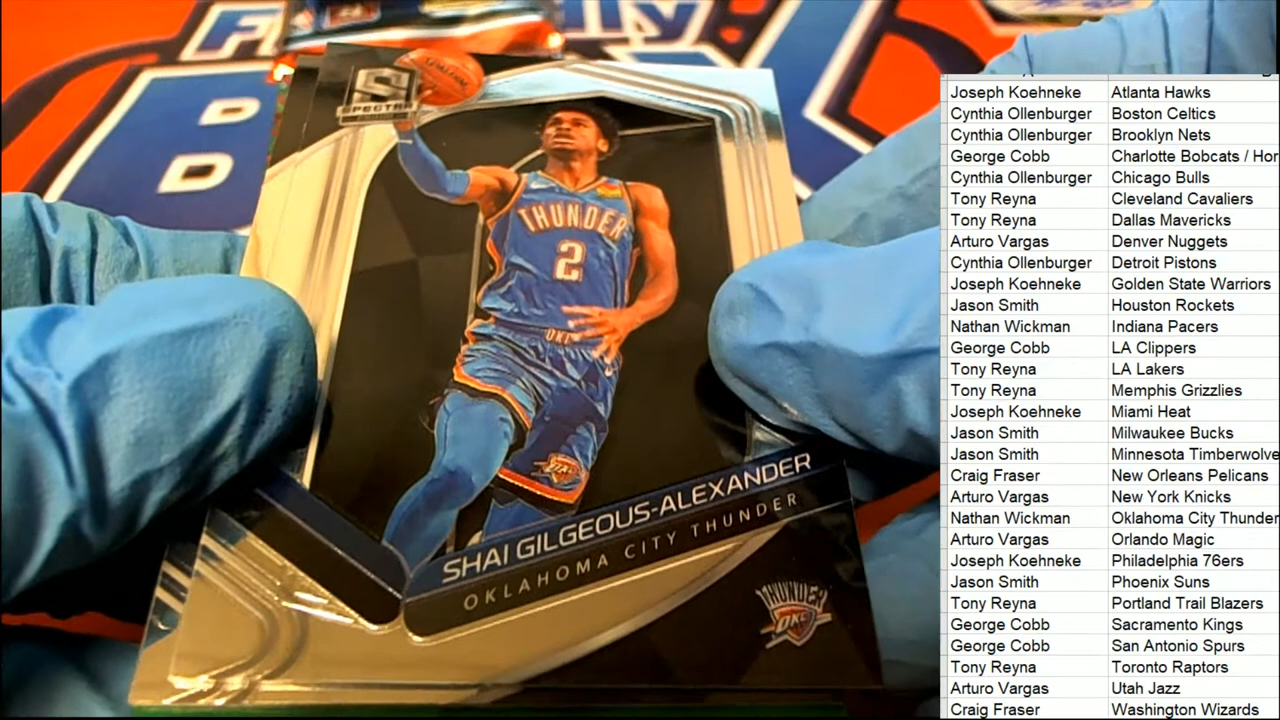 SPALDING
SPECTRA
THUNDER
2
OKC
SHAI GILGEOUS-ALEXANDER
OKLAHOMA CITY THUNDER
THUNDER
OKC
Joseph Koehneke Atlanta Hawks
Cynthia Ollenburger Boston Celtics
Cynthia Ollenburger Brooklyn Nets
George Cobb Charlotte Bobcats / Hor
Cynthia Ollenburger Chicago Bulls
Tony Reyna Cleveland Cavaliers
Tony Reyna Dallas Mavericks
Arturo Vargas Denver Nuggets
Cynthia Ollenburger Detroit Pistons
Joseph Koehneke Golden State Warriors
Jason Smith Houston Rockets
Nathan Wickman Indiana Pacers
George Cobb LA Clippers
Tony Reyna LA Lakers
Tony Reyna Memphis Grizzlies
Joseph Koehneke Miami Heat
Jason Smith Milwaukee Bucks
Jason Smith Minnesota Timberwolve
Craig Fraser New Orleans Pelicans
Arturo Vargas New York Knicks
Nathan Wickman Oklahoma City Thunder
Arturo Vargas Orlando Magic
Joseph Koehneke Philadelphia 76ers
Jason Smith Phoenix Suns
Tony Reyna Portland Trail Blazers
George Cobb Sacramento Kings
George Cobb San Antonio Spurs
Tony Reyna Toronto Raptors
Arturo Vargas Utah Jazz
Craig Fraser Washington Wizards